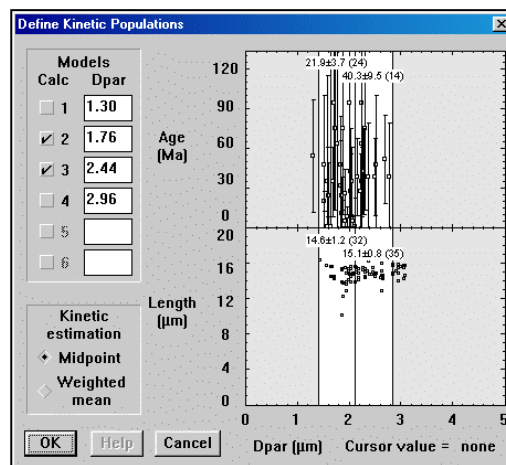 Define Kinetic Populations
Models
Calc Dpar
1 1.30
2 1.76
3 2.44
4 2.96
5
6
Kinetic
estimation
Midpoint
Weighted
mean
OK Help Cancel
Age
(Ma)
120
90
60
30
0
21.9±3.7 (24)
40.3±9.5 (14)
Length
(µm)
20
16
12
8
4
0
14.6±1.2 (32)
15.1±0.8 (35)
0 1 2 3 4 5
Dpar (µm) Cursor value = none